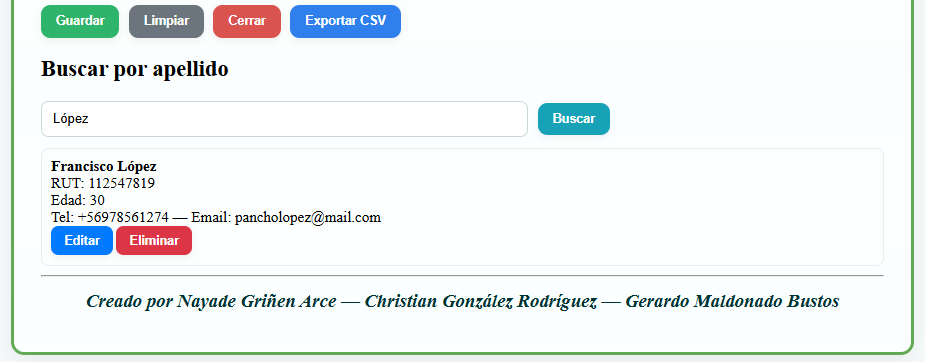 Guardar Limpiar Cerrar Exportar CSV
Buscar por apellido
López Buscar
Francisco López
RUT: 112547819
Edad: 30
Tel: +56978561274 — Email: pancholopez@mail.com
Editar Eliminar
Creado por Nayade Griñen Arce — Christian González Rodríguez — Gerardo Maldonado Bustos